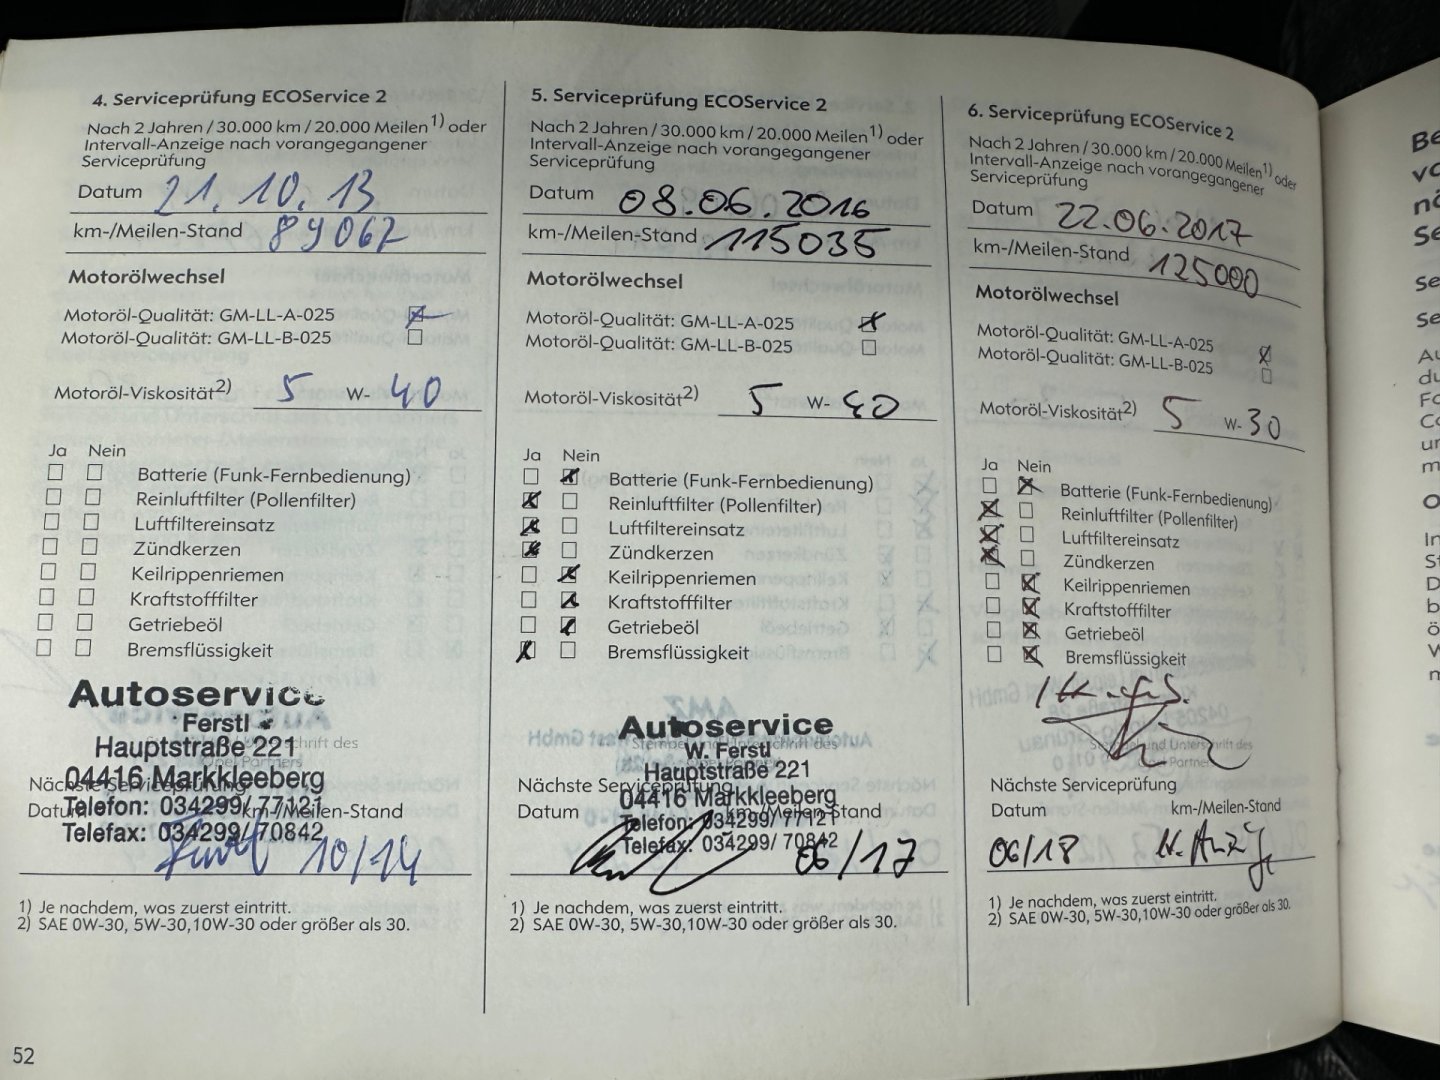 4. Serviceprüfung ECOService 2
Nach 2 Jahren / 30.000 km / 20.000 Meilen1) oder
Intervall-Anzeige nach vorangegangener
Serviceprüfung
Datum 21.10.13
km-/Meilen-Stand 89067
Motorölwechsel
Motoröl-Qualität: GM-LL-A-025
Motoröl-Qualität: GM-LL-B-025
Motoröl-Viskosität2) 5 W- 40
Ja Nein
Batterie (Funk-Fernbedienung)
Reinluftfilter (Pollenfilter)
Luftfiltereinsatz
Zündkerzen
Keilrippenriemen
Kraftstofffilter
Getriebeöl
Bremsflüssigkeit
Autoservice
Ferstl
Hauptstraße 221
04416 Markkleeberg
Telefon: 034299/ 77121
Telefax: 034299/ 70842
Nächste Serviceprüfung
Datum km-/Meilen-Stand
10/14
1) Je nachdem, was zuerst eintritt.
2) SAE 0W-30, 5W-30,10W-30 oder größer als 30.
52
5. Serviceprüfung ECOService 2
Nach 2 Jahren / 30.000 km / 20.000 Meilen1) oder
Intervall-Anzeige nach vorangegangener
Serviceprüfung
Datum 08.06.2016
km-/Meilen-Stand 115035
Motorölwechsel
Motoröl-Qualität: GM-LL-A-025
Motoröl-Qualität: GM-LL-B-025
Motoröl-Viskosität2) 5 W- 40
Ja Nein
Batterie (Funk-Fernbedienung)
Reinluftfilter (Pollenfilter)
Luftfiltereinsatz
Zündkerzen
Keilrippenriemen
Kraftstofffilter
Getriebeöl
Bremsflüssigkeit
Autoservice
W. Ferstl
Hauptstraße 221
04416 Markkleeberg
Telefon: 034299/ 77121
Telefax: 034299/ 70842
Nächste Serviceprüfung
Datum km-/Meilen-Stand
06/17
1) Je nachdem, was zuerst eintritt.
2) SAE 0W-30, 5W-30,10W-30 oder größer als 30.
6. Serviceprüfung ECOService 2
Nach 2 Jahren / 30.000 km / 20.000 Meilen1) oder
Intervall-Anzeige nach vorangegangener
Serviceprüfung
Datum 22.06.2017
km-/Meilen-Stand 125000
Motorölwechsel
Motoröl-Qualität: GM-LL-A-025
Motoröl-Qualität: GM-LL-B-025
Motoröl-Viskosität2) 5 W- 30
Ja Nein
Batterie (Funk-Fernbedienung)
Reinluftfilter (Pollenfilter)
Luftfiltereinsatz
Zündkerzen
Keilrippenriemen
Kraftstofffilter
Getriebeöl
Bremsflüssigkeit
Stempel und Unterschrift des
Opel Partners
Nächste Serviceprüfung
Datum km-/Meilen-Stand
06/18
1) Je nachdem, was zuerst eintritt.
2) SAE 0W-30, 5W-30,10W-30 oder größer als 30.